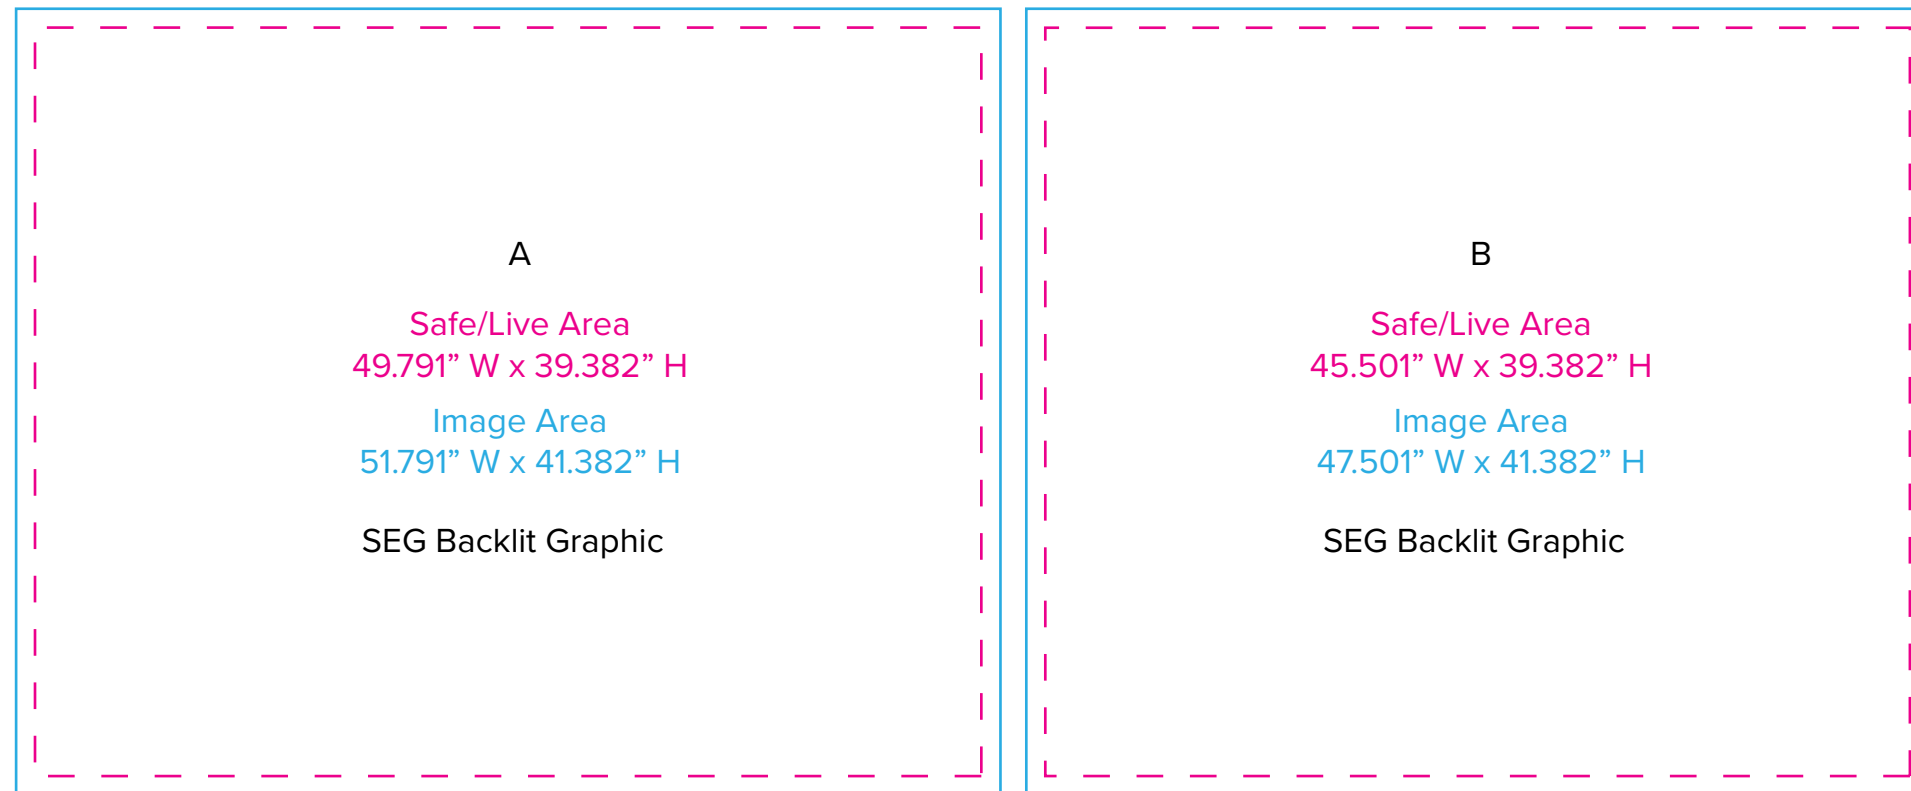 A
Safe/Live Area
49.791” W x 39.382” H
Image Area
51.791” W x 41.382” H
SEG Backlit Graphic
B
Safe/Live Area
45.501” W x 39.382” H
Image Area
47.501” W x 41.382” H
SEG Backlit Graphic